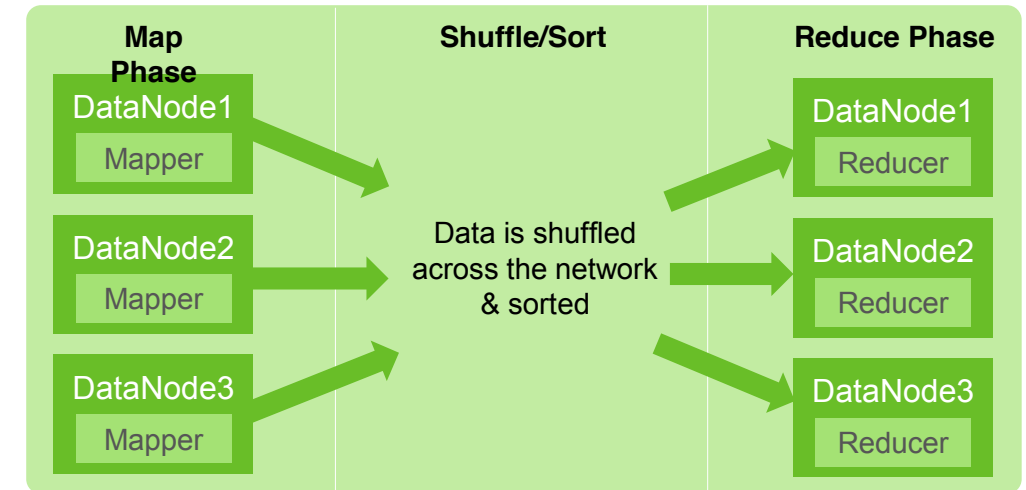 Map
Phase
DataNode1
Mapper
DataNode2
Mapper
DataNode3
Mapper
Shuffle/Sort
Data is shuffled
across the network
& sorted
Reduce Phase
DataNode1
Reducer
DataNode2
Reducer
DataNode3
Reducer